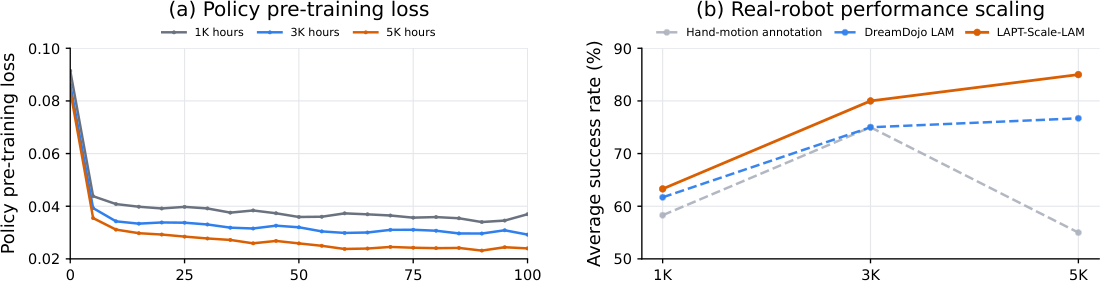 (a) Policy pre-training loss
1K hours 3K hours 5K hours
Policy pre-training loss
0.10
0.08
0.06
0.04
0.02
0 25 50 75 100
(b) Real-robot performance scaling
Hand-motion annotation DreamDojo LAM LAPT-Scale-LAM
Average success rate (%)
90
80
70
60
50
1K 3K 5K